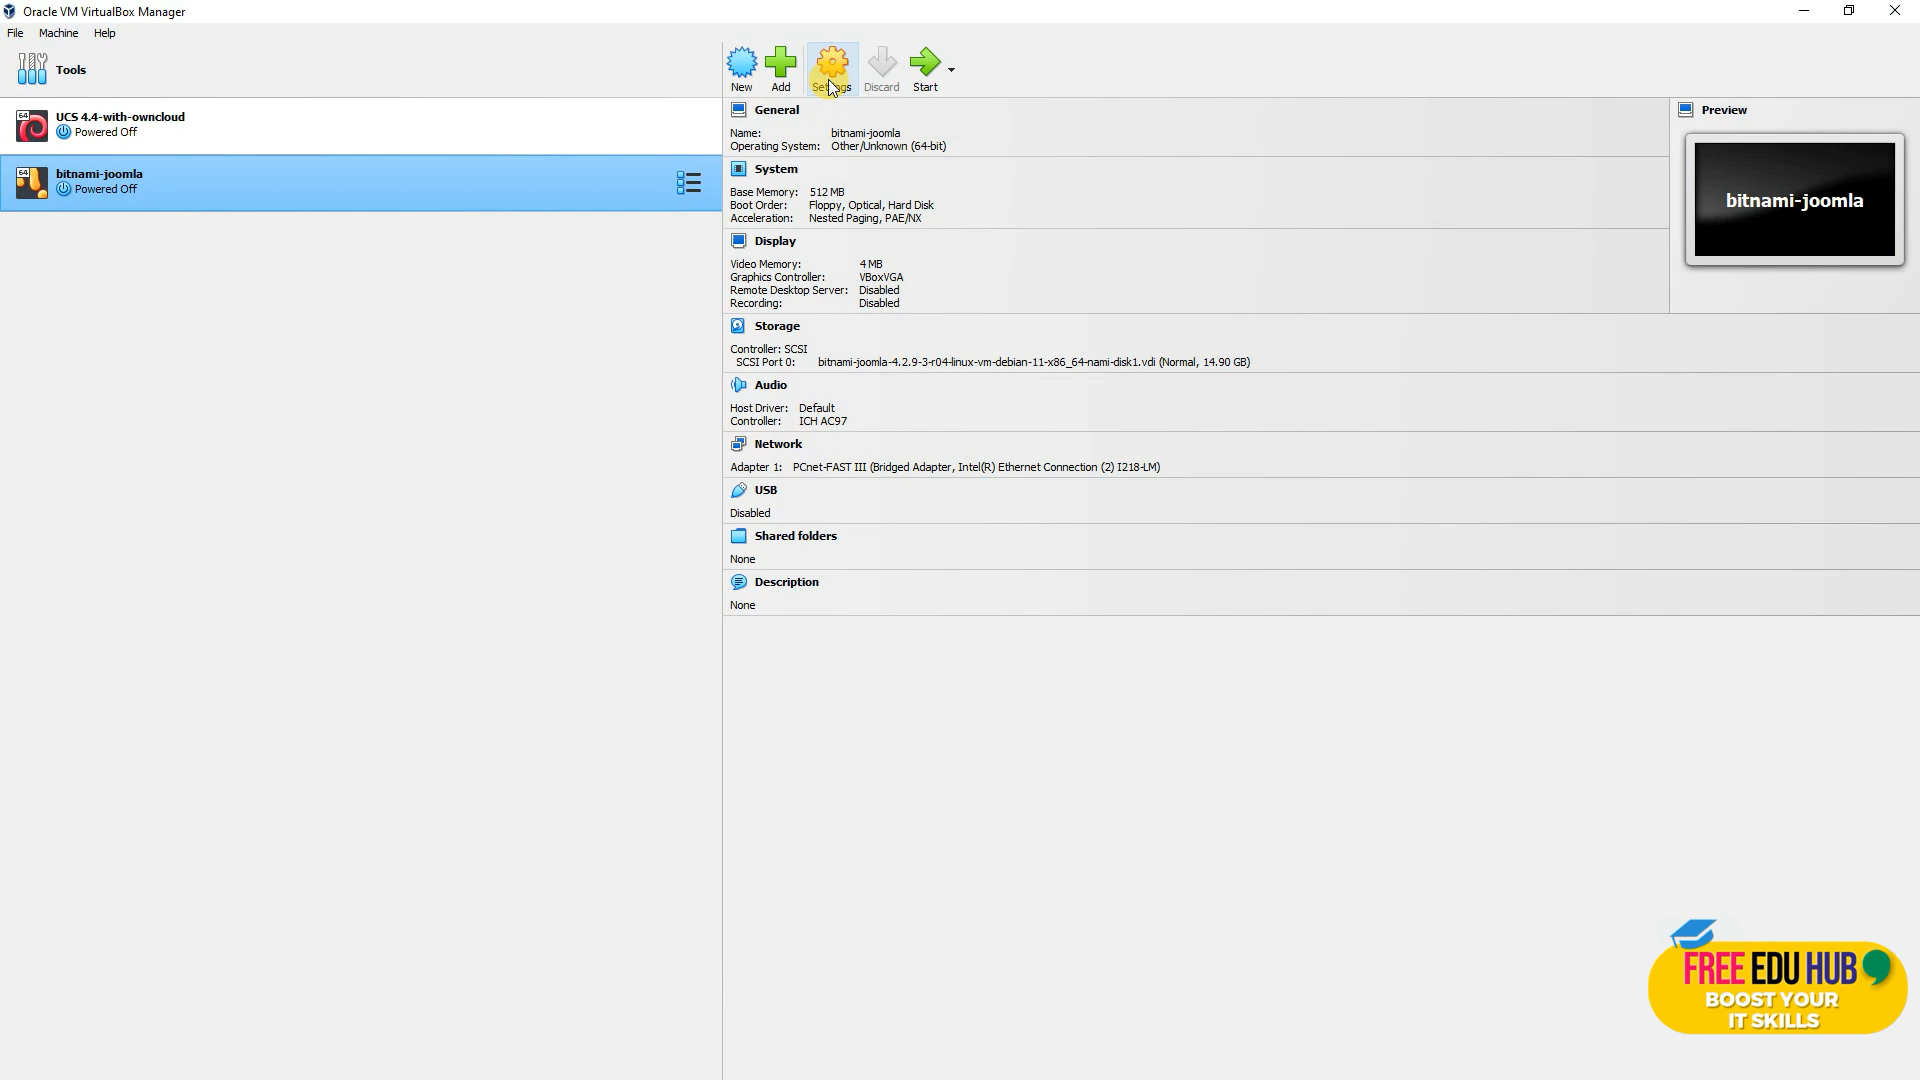 Oracle VM VirtualBox Manager
File Machine Help
Tools
New Add Settings Discard Start
64 UCS 4.4-with-owncloud
Powered Off
64 bitnami-joomla
Powered Off
General
Name: bitnami-joomla
Operating System: Other/Unknown (64-bit)
System
Base Memory: 512 MB
Boot Order: Floppy, Optical, Hard Disk
Acceleration: Nested Paging, PAE/NX
Display
Video Memory: 4 MB
Graphics Controller: VBoxVGA
Remote Desktop Server: Disabled
Recording: Disabled
Storage
Controller: SCSI
SCSI Port 0: bitnami-joomla-4.2.9-3-r04-linux-vm-debian-11-x86_64-nami-disk1.vdi (Normal, 14.90 GB)
Audio
Host Driver: Default
Controller: ICH AC97
Network
Adapter 1: PCnet-FAST III (Bridged Adapter, Intel(R) Ethernet Connection (2) I218-LM)
USB
Disabled
Shared folders
None
Description
None
Preview
bitnami-joomla
FREE EDU HUB
BOOST YOUR
IT SKILLS